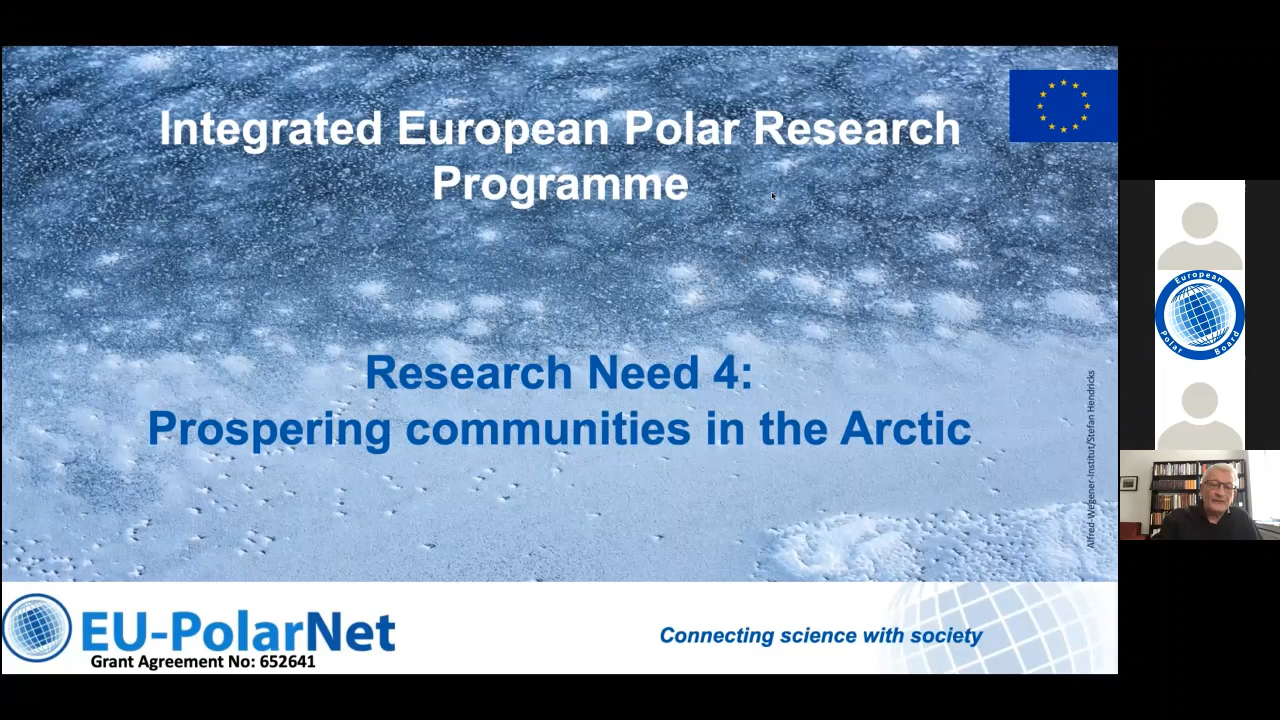 Integrated European Polar Research
Programme
Research Need 4:
Prospering communities in the Arctic
Alfred-Wegener-Institut/Stefan Hendricks
European
Polar Board
EU-PolarNet
Grant Agreement No: 652641
Connecting science with society